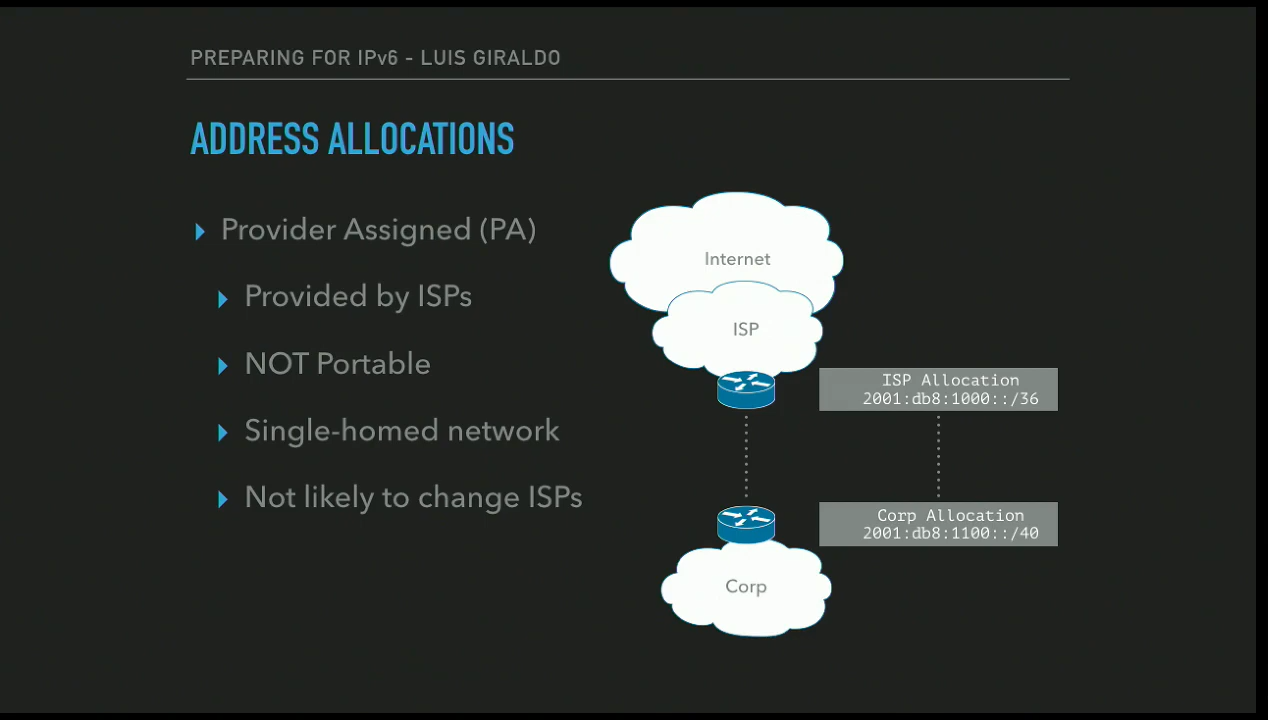 PREPARING FOR IPv6 - LUIS GIRALDO
ADDRESS ALLOCATIONS
Provider Assigned (PA)
Provided by ISPs
NOT Portable
Single-homed network
Not likely to change ISPs
Internet
ISP
ISP Allocation
2001:db8:1000::/36
Corp Allocation
2001:db8:1100::/40
Corp